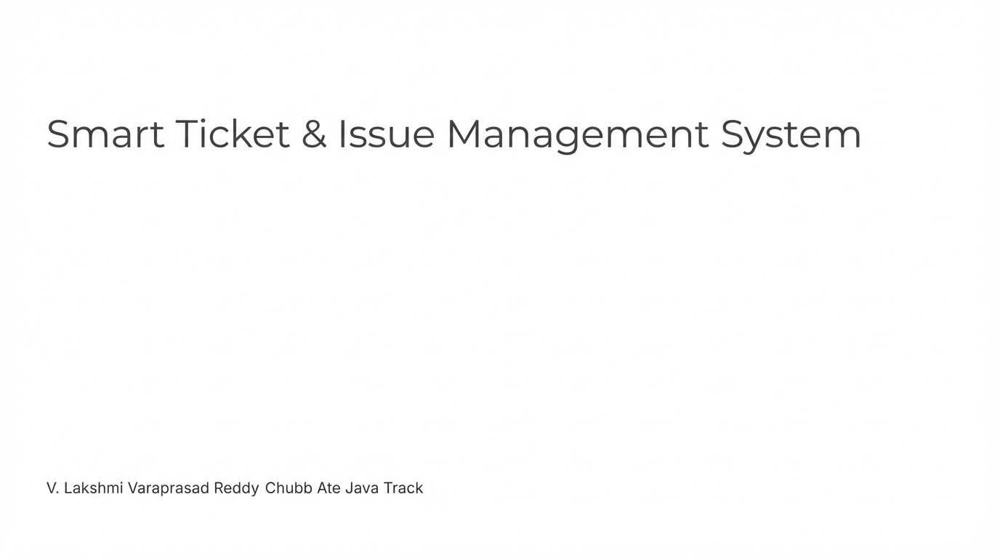 Smart Ticket & Issue Management System
V. Lakshmi Varaprasad Reddy Chubb Ate Java Track